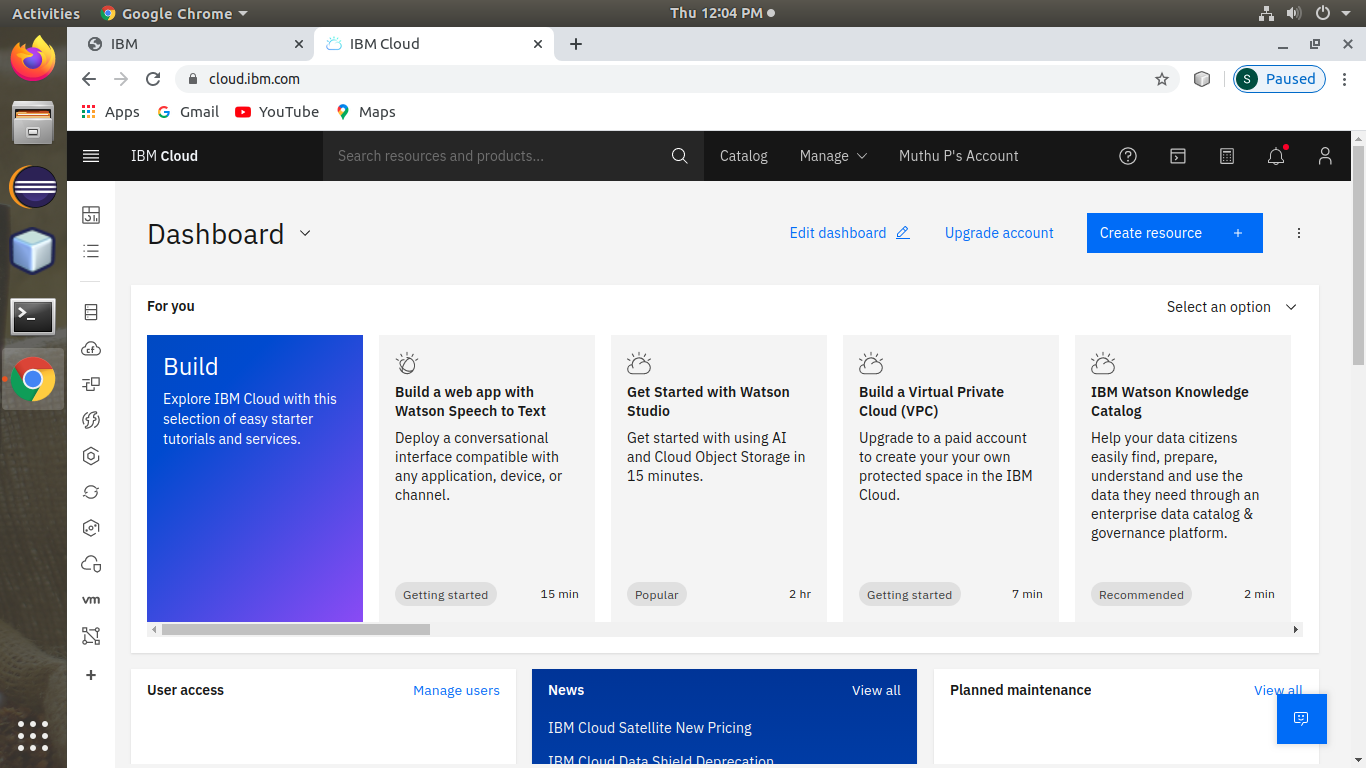 Activities
Google Chrome
Thu 12:04 PM
IBM
IBM Cloud
cloud.ibm.com
S
Paused
Apps
Gmail
YouTube
Maps
IBM Cloud
Search resources and products...
Catalog
Manage
Muthu P's Account
Dashboard
Edit dashboard
Upgrade account
Create resource
For you
Select an option
Build
Explore IBM Cloud with this
selection of easy starter
tutorials and services.
Build a web app with
Watson Speech to Text
Deploy a conversational
interface compatible with
any application, device, or
channel.
Getting started
15 min
Get Started with Watson
Studio
Get started with using AI
and Cloud Object Storage in
15 minutes.
Popular
2 hr
Build a Virtual Private
Cloud (VPC)
Upgrade to a paid account
to create your your own
protected space in the IBM
Cloud.
Getting started
7 min
IBM Watson Knowledge
Catalog
Help your data citizens
easily find, prepare,
understand and use the
data they need through an
enterprise data catalog &
governance platform.
Recommended
2 min
cf
vm
User access
Manage users
News
View all
IBM Cloud Satellite New Pricing
IBM Cloud Data Shield Deprecation
Planned maintenance
View all